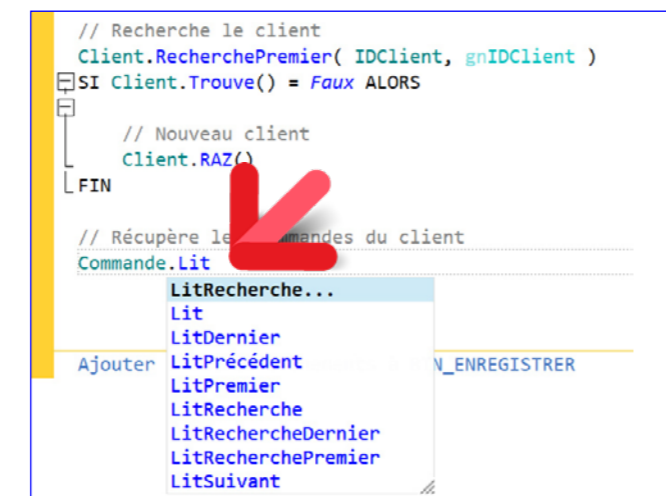 // Recherche le client
Client.RecherchePremier( IDClient, gnIDClient )
SI Client.Trouve() = Faux ALORS
// Nouveau client
Client.RAZ()
FIN
// Récupère le mmandes du client
Commande.Lit
LitRecherche...
Lit
LitDernier
LitPrécédent
LitPremier
LitRecherche
LitRechercheDernier
LitRecherchePremier
LitSuivant
Ajouter N_ENREGISTRER